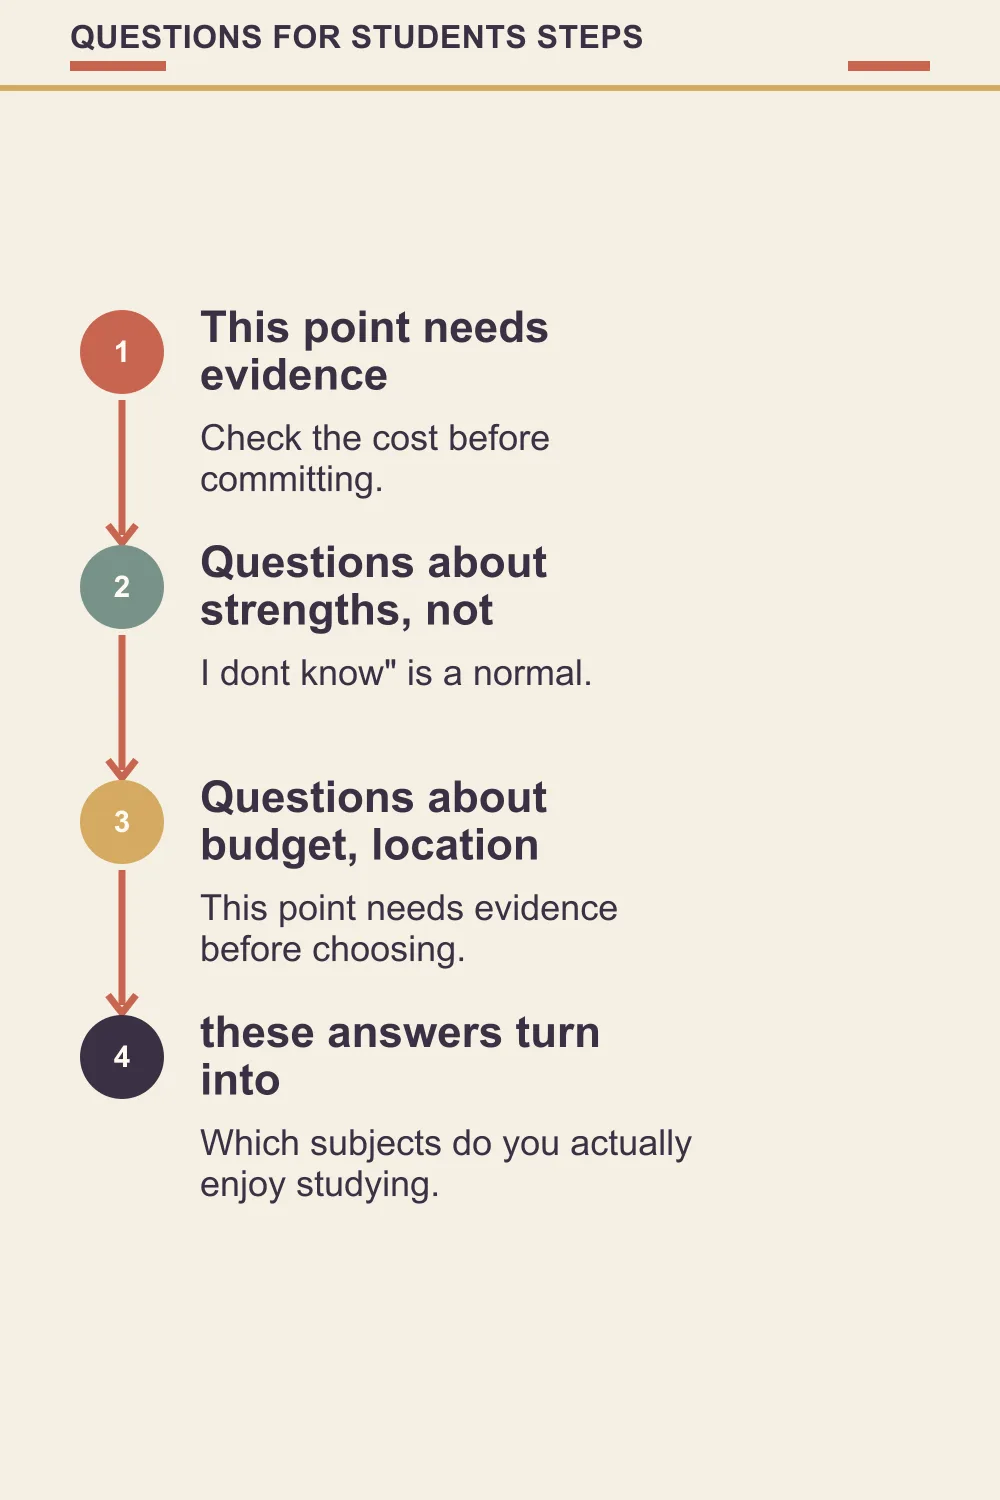 QUESTIONS FOR STUDENTS STEPS
1
This point needs
evidence
Check the cost before
committing.
2
Questions about
strengths, not
I dont know" is a normal.
3
Questions about
budget, location
This point needs evidence
before choosing.
4
these answers turn
into
Which subjects do you actually
enjoy studying.